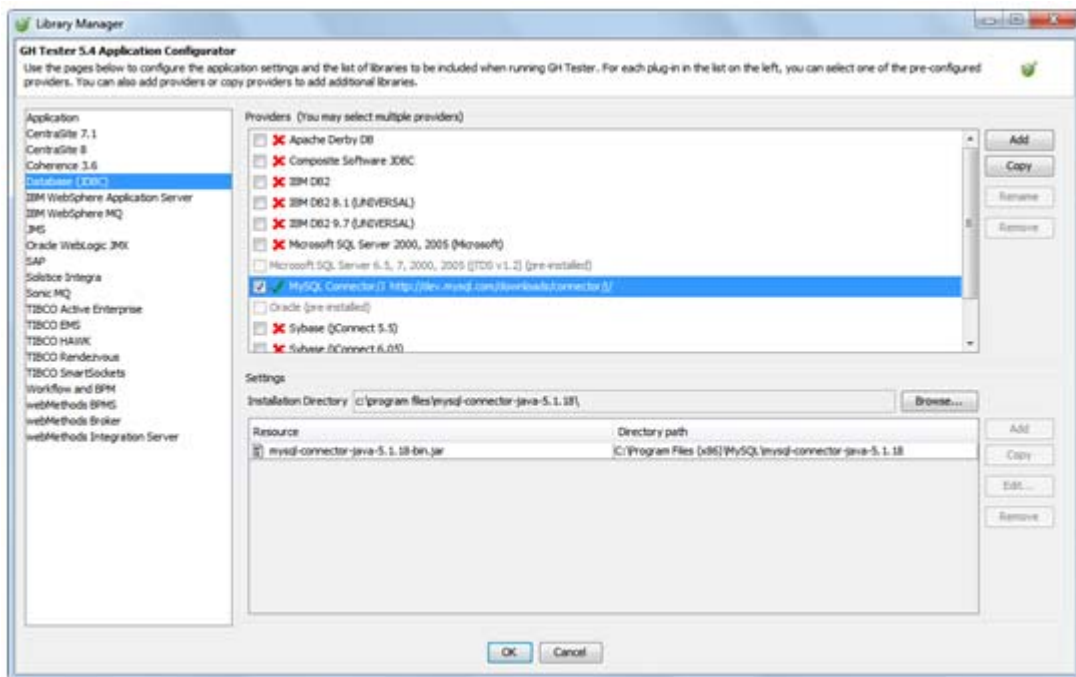 Library Manager
GH Tester 5.4 Application Configurator
Use the pages below to configure the application settings and the list of libraries to be included when running GH Tester. For each plug-in in the list on the left, you can select one of the pre-configured
providers. You can also add providers or copy providers to add additional libraries.
Application
CentraSite 7.1
CentraSite 8
Coherence 3.6
Database (JDBC)
IBM WebSphere Application Server
IBM WebSphere MQ
JMS
Oracle WebLogic JMX
SAP
Solstice Integra
Sonic MQ
TIBCO Active Enterprise
TIBCO EMS
TIBCO HAWK
TIBCO Rendezvous
TIBCO SmartSockets
Workflow and BPM
webMethods BPMS
webMethods Broker
webMethods Integration Server
Providers (You may select multiple providers)
Apache Derby DB
Composite Software JDBC
IBM DB2
IBM DB2 8.1 (UNIVERSAL)
IBM DB2 9.7 (UNIVERSAL)
Microsoft SQL Server 2000, 2005 (Microsoft)
Microsoft SQL Server 6.5, 7, 2000, 2005 (jTDS v1.2) (pre-installed)
MySQL Connector/J http://dev.mysql.com/downloads/connector/j/
Oracle (pre-installed)
Sybase (jConnect 5.5)
Sybase (jConnect 6.05)
Add
Copy
Rename
Remove
Settings
Installation Directory c:\program files\mysql-connector-java-5.1.18\
Browse...
Resource Directory path
mysql-connector-java-5.1.18-bin.jar C:\Program Files (x86)\MySQL\mysql-connector-java-5.1.18
Add
Copy
Edit...
Remove
OK Cancel